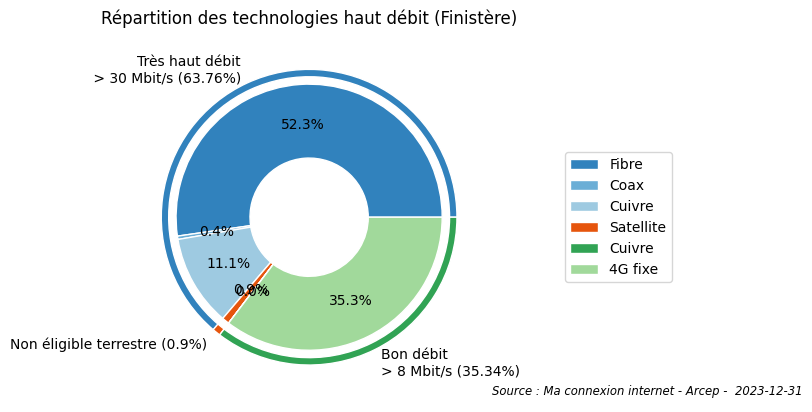 Répartition des technologies haut débit (Finistère)
Très haut débit
> 30 Mbit/s (63.76%)
52.3%
0.4%
11.1%
0.9%
0.0%
35.3%
Non éligible terrestre (0.9%)
Bon débit
> 8 Mbit/s (35.34%)
Fibre
Coax
Cuivre
Satellite
Cuivre
4G fixe
Source : Ma connexion internet - Arcep -  2023-12-31